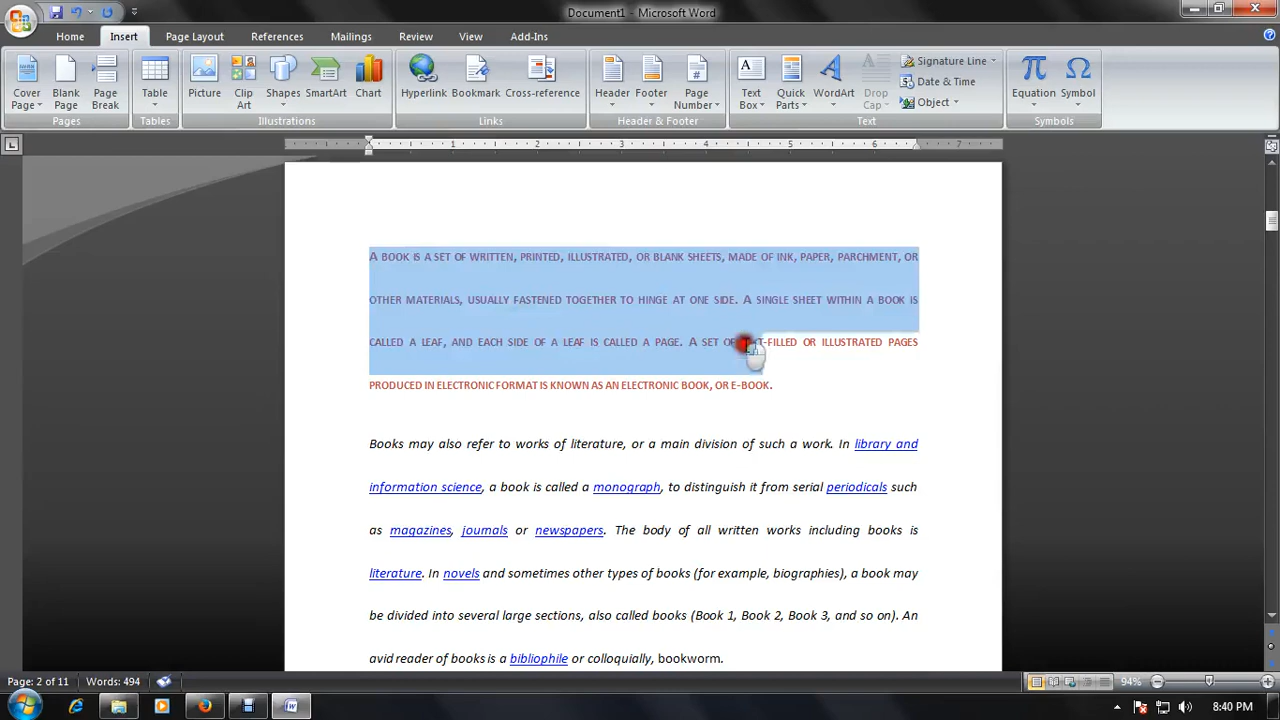 Document1 - Microsoft Word
Home Insert Page Layout References Mailings Review View Add-Ins
Cover Page Blank Page Page Break Table Picture Clip Art Shapes SmartArt Chart Hyperlink Bookmark Cross-reference Header Footer Page Number Text Box Quick Parts WordArt Drop Cap Signature Line Date & Time Object Equation Symbol
Pages Tables Illustrations Links Header & Footer Text Symbols
1 2 3 4 5 6 7
A BOOK IS A SET OF WRITTEN, PRINTED, ILLUSTRATED, OR BLANK SHEETS, MADE OF INK, PAPER, PARCHMENT, OR
OTHER MATERIALS, USUALLY FASTENED TOGETHER TO HINGE AT ONE SIDE. A SINGLE SHEET WITHIN A BOOK IS
CALLED A LEAF, AND EACH SIDE OF A LEAF IS CALLED A PAGE. A SET OF TEXT-FILLED OR ILLUSTRATED PAGES
PRODUCED IN ELECTRONIC FORMAT IS KNOWN AS AN ELECTRONIC BOOK, OR E-BOOK.
Books may also refer to works of literature, or a main division of such a work. In library and
information science, a book is called a monograph, to distinguish it from serial periodicals such
as magazines, journals or newspapers. The body of all written works including books is
literature. In novels and sometimes other types of books (for example, biographies), a book may
be divided into several large sections, also called books (Book 1, Book 2, Book 3, and so on). An
avid reader of books is a bibliophile or colloquially, bookworm.
Page: 2 of 11 Words: 494 94%
8:40 PM